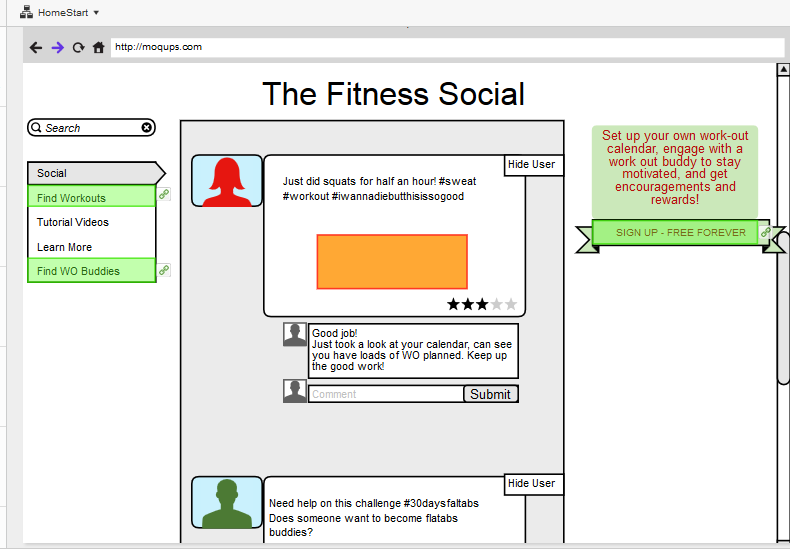 HomeStart
http://moqups.com
The Fitness Social
Search
Social
Find Workouts
Tutorial Videos
Learn More
Find WO Buddies
Hide User
Just did squats for half an hour! #sweat
#workout #iwannadiebutthisissogood
Good job!
Just took a look at your calendar, can see
you have loads of WO planned. Keep up
the good work!
Comment
Submit
Hide User
Need help on this challenge #30daysfaltabs
Does someone want to become flatabs
buddies?
Set up your own work-out
calendar, engage with a
work out buddy to stay
motivated, and get
encouragements and
rewards!
SIGN UP - FREE FOREVER